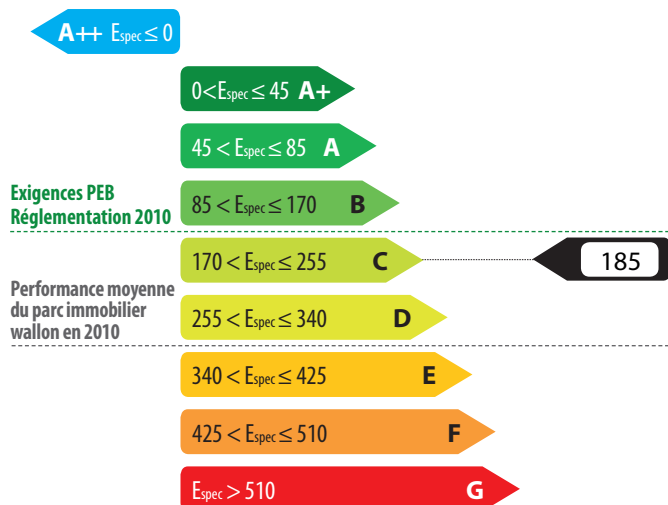 A++ Espec ≤ 0
0<Espec ≤ 45 A+
45 < Espec ≤ 85 A
Exigences PEB
Réglementation 2010
85 < Espec ≤ 170 B
170 < Espec ≤ 255 C
185
Performance moyenne
du parc immobilier
wallon en 2010
255 < Espec ≤ 340 D
340 < Espec ≤ 425 E
425 < Espec ≤ 510 F
Espec > 510 G